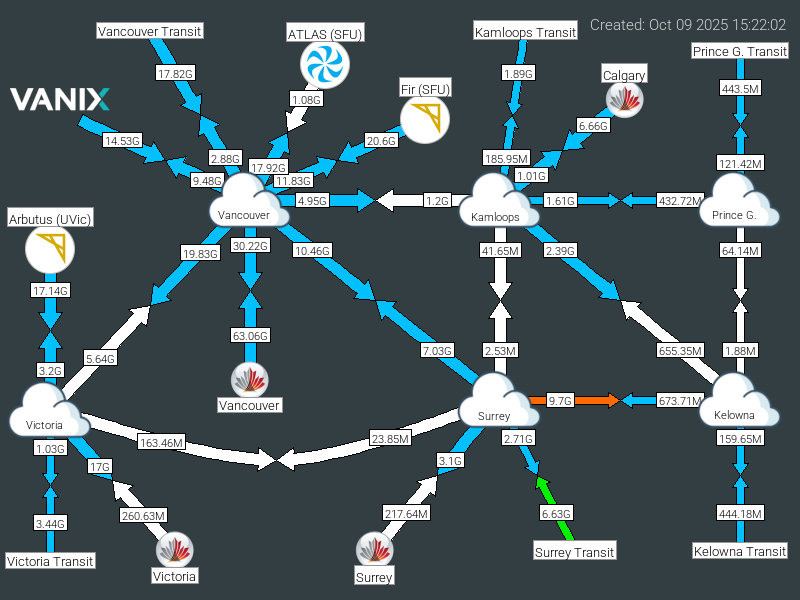 Created: Oct 09 2025 15:22:02
Vancouver Transit
ATLAS (SFU)
Kamloops Transit
Prince G. Transit
17.82G
1.89G
Calgary
443.5M
Fir (SFU)
VANIX
1.08G
6.66G
14.53G
20.6G
2.88G
185.95M
121.42M
17.92G
1.01G
9.48G
11.83G
4.95G
1.2G
1.61G
432.72M
Vancouver
Kamloops
Prince G.
Arbutus (UVic)
19.83G
30.22G
10.46G
41.65M
2.39G
64.14M
17.14G
63.06G
5.64G
7.03G
2.53M
655.35M
1.88M
3.2G
Vancouver
9.7G
673.71M
Victoria
Surrey
Kelowna
1.03G
163.46M
23.85M
2.71G
159.65M
17G
3.1G
3.44G
260.63M
217.64M
6.63G
444.18M
Victoria Transit
Victoria
Surrey
Surrey Transit
Kelowna Transit